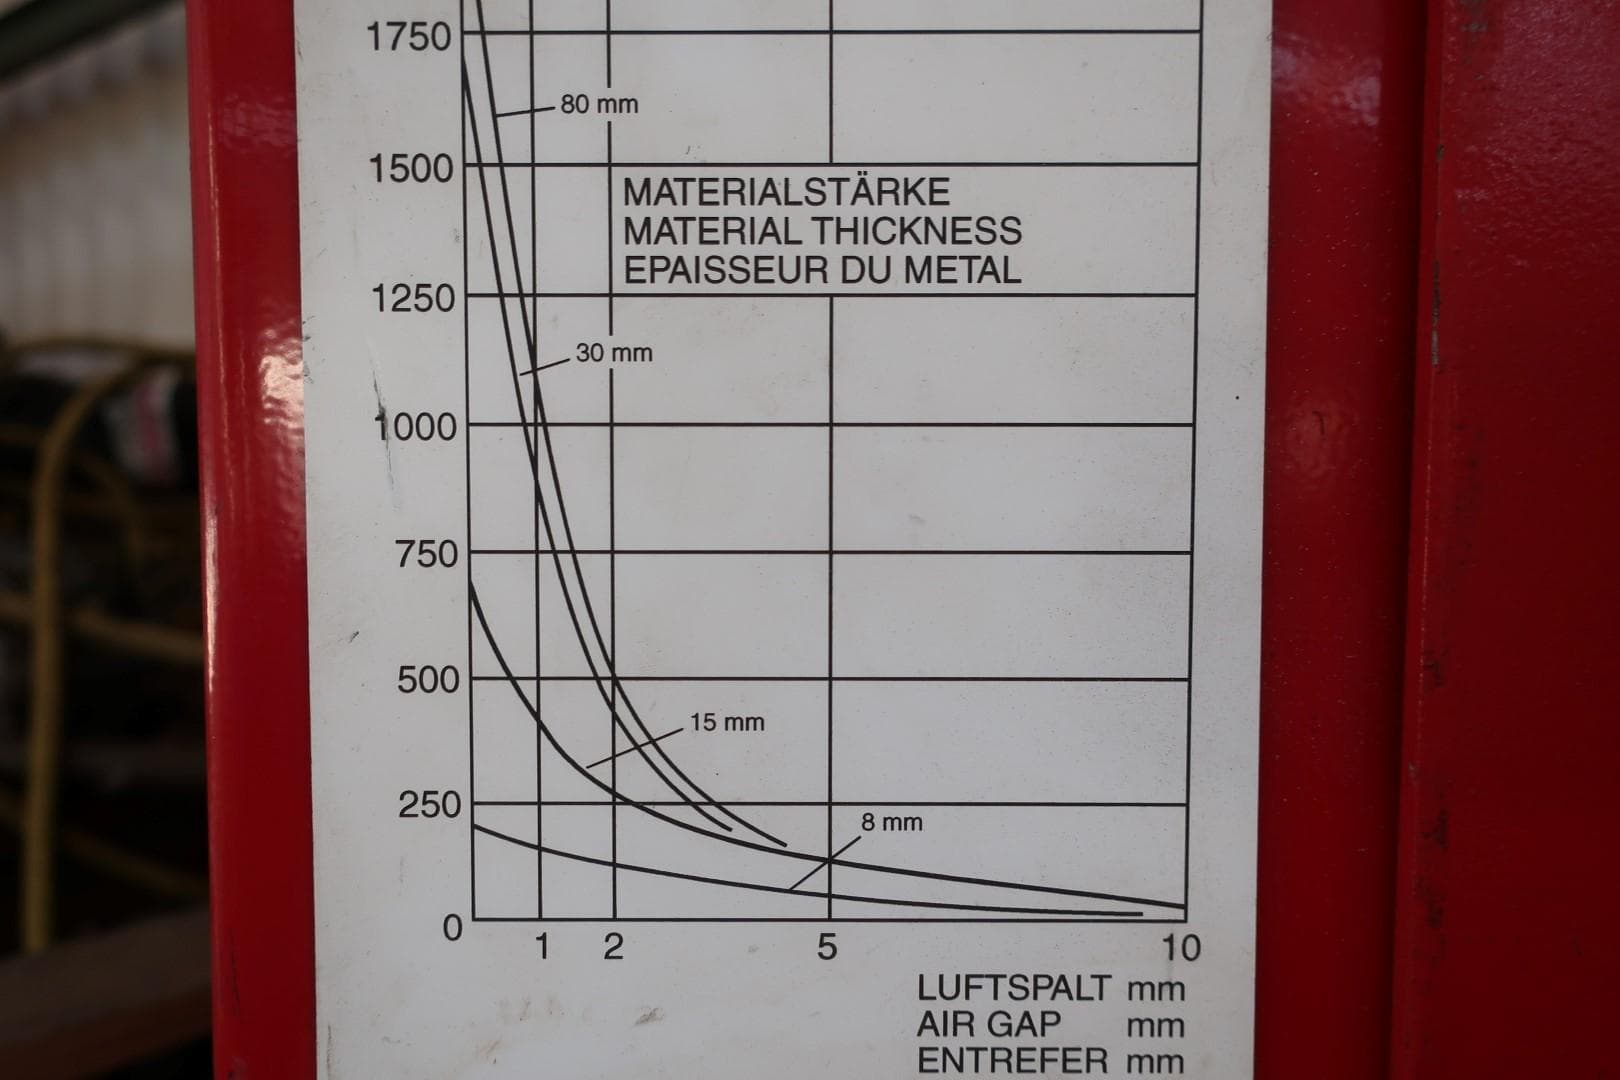 1750
80 mm
1500
MATERIALSTÄRKE
MATERIAL THICKNESS
EPAISSEUR DU METAL
1250
30 mm
1000
750
500
15 mm
250
8 mm
0
1 2 5 10
LUFTSPALT mm
AIR GAP mm
ENTREFER mm